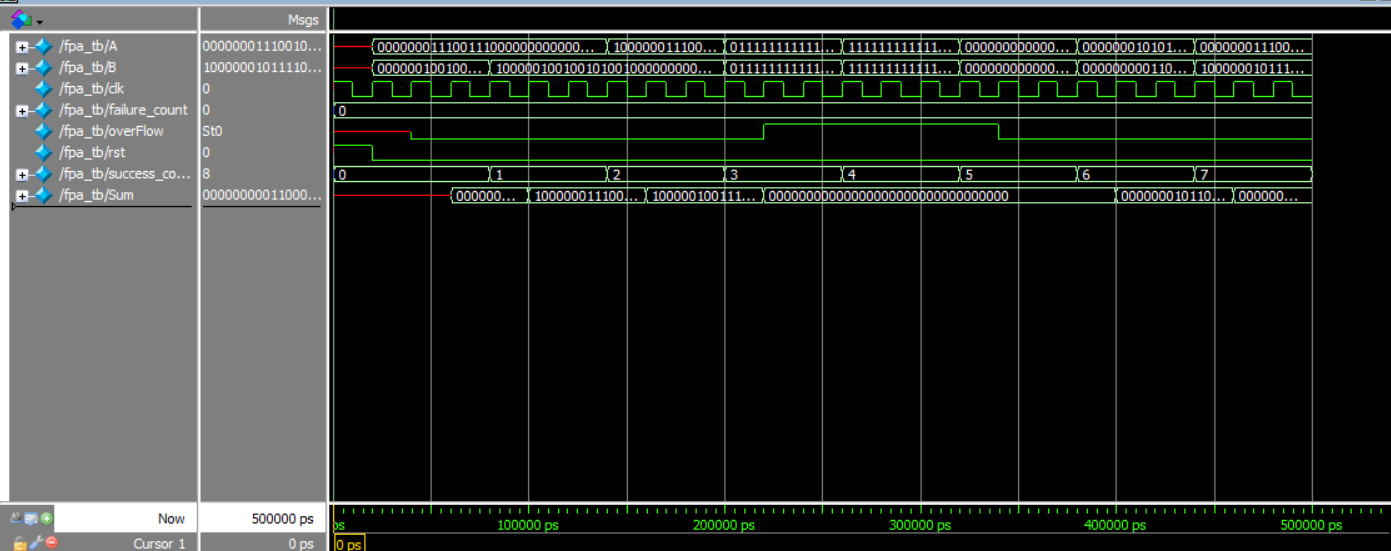 Msgs
/fpa_tb/A 00000001110010... 0000000111001110000000000000... 100000011100... 011111111111... 111111111111... 000000000000... 000000010101... 000000011100...
/fpa_tb/B 10000001011110... 000000100100... 1000001001001010010000000000... 011111111111... 111111111111... 000000000000... 000000000110... 100000010111...
/fpa_tb/clk 0
/fpa_tb/failure_count 0 0
/fpa_tb/overFlow St0
/fpa_tb/rst 0
/fpa_tb/success_co... 8 0 1 2 3 4 5 6 7
/fpa_tb/Sum 00000000011000... 000000... 100000011100... 100000100111... 00000000000000000000000000000000 000000010110... 000000...
Now 500000 ps ps 100000 ps 200000 ps 300000 ps 400000 ps 500000 ps
Cursor 1 0 ps 0 ps